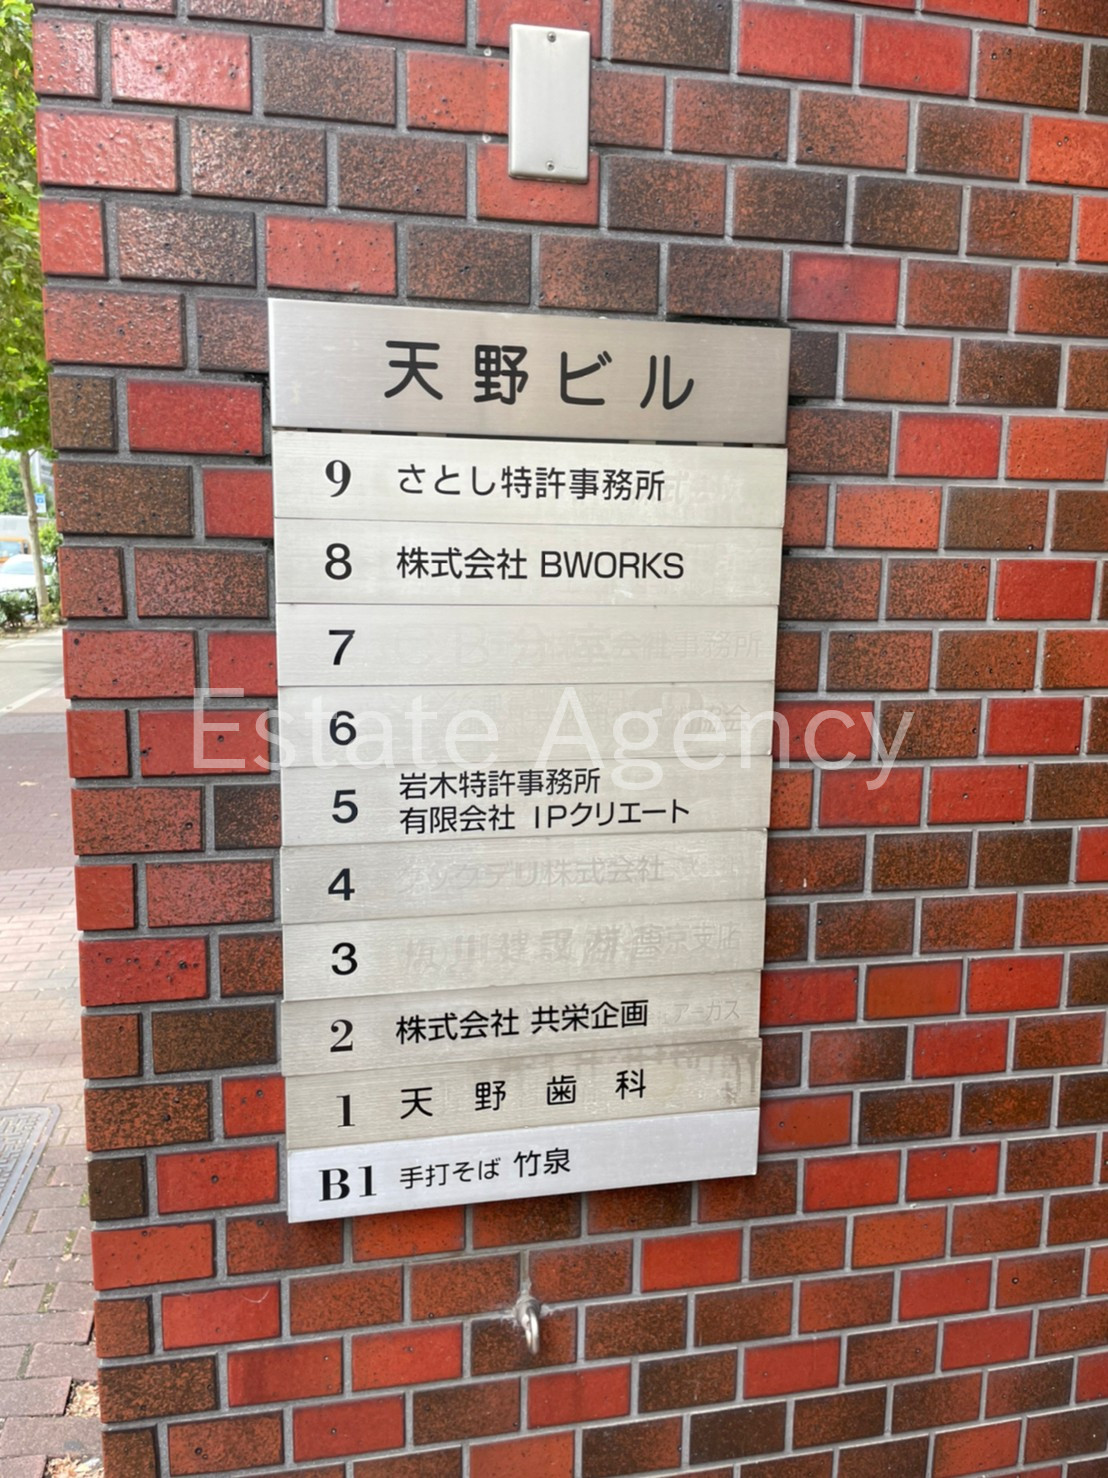 天野ビル
9 さとし特許事務所
8 株式会社 BWORKS
7
6
Estate Agency
5 岩木特許事務所
有限会社 IPクリエート
4
3
2 株式会社 共栄企画
1 天野歯科
B1 手打そば 竹泉